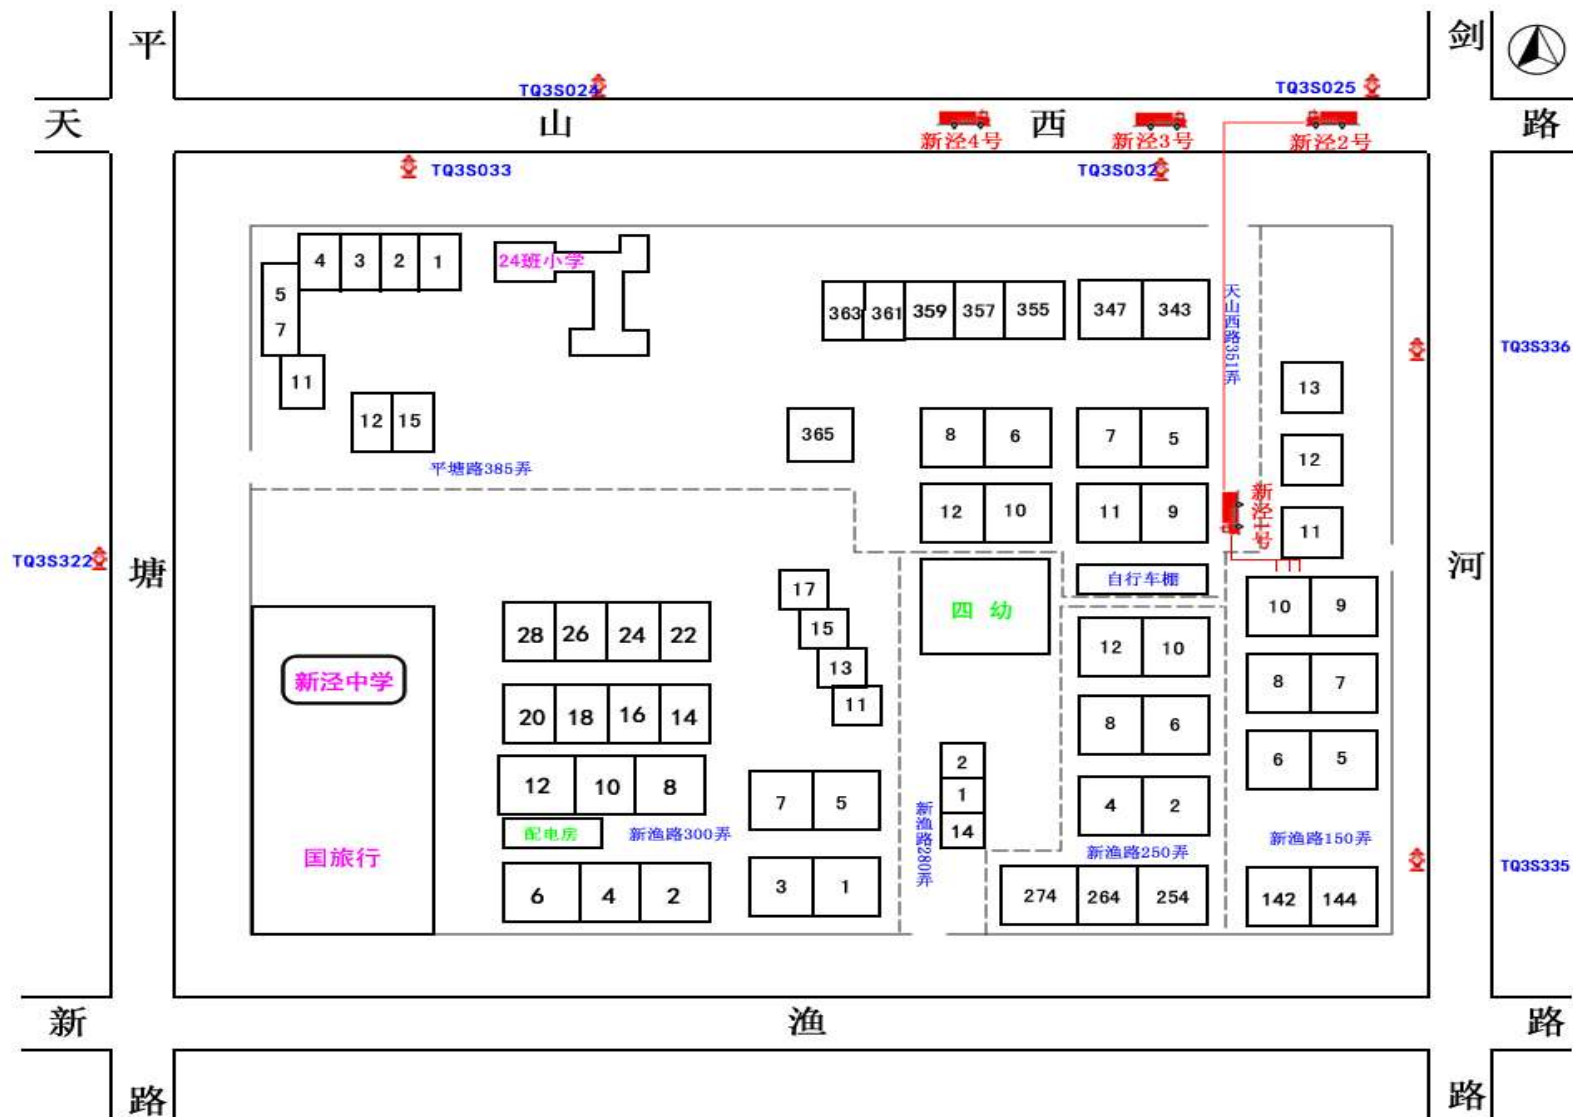 平
剑
TQ3S024
TQ3S025
天
山
西
路
新泾4号
新泾3号
新泾2号
TQ3S033
TQ3S032
4
3
2
1
24班小学
5
7
363
361
359
357
355
347
343
天山西路351弄
TQ3S336
11
13
12
15
365
8
6
7
5
平塘路385弄
12
12
10
11
9
新泾1号
11
TQ3S322
塘
河
17
四 幼
自行车棚
10
9
28
26
24
22
15
12
10
新泾中学
13
8
7
20
18
16
14
11
8
6
12
10
8
2
6
5
7
5
1
4
2
配电房
新渔路300弄
14
新渔路280弄
新渔路250弄
新渔路150弄
国旅行
TQ3S335
6
4
2
3
1
274
264
254
142
144
新
渔
路
路
路